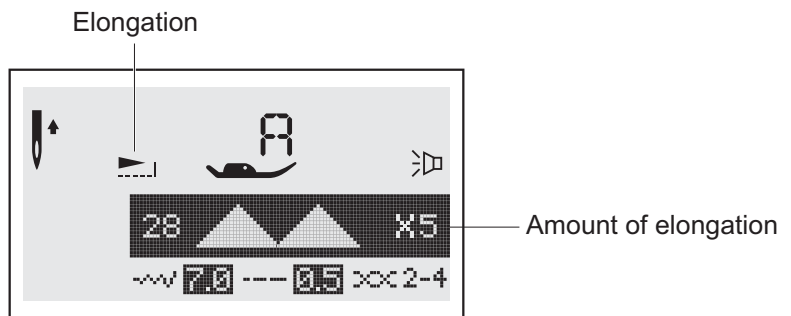 Elongation
A
28 X5
Amount of elongation
7.0 0.5 2-4